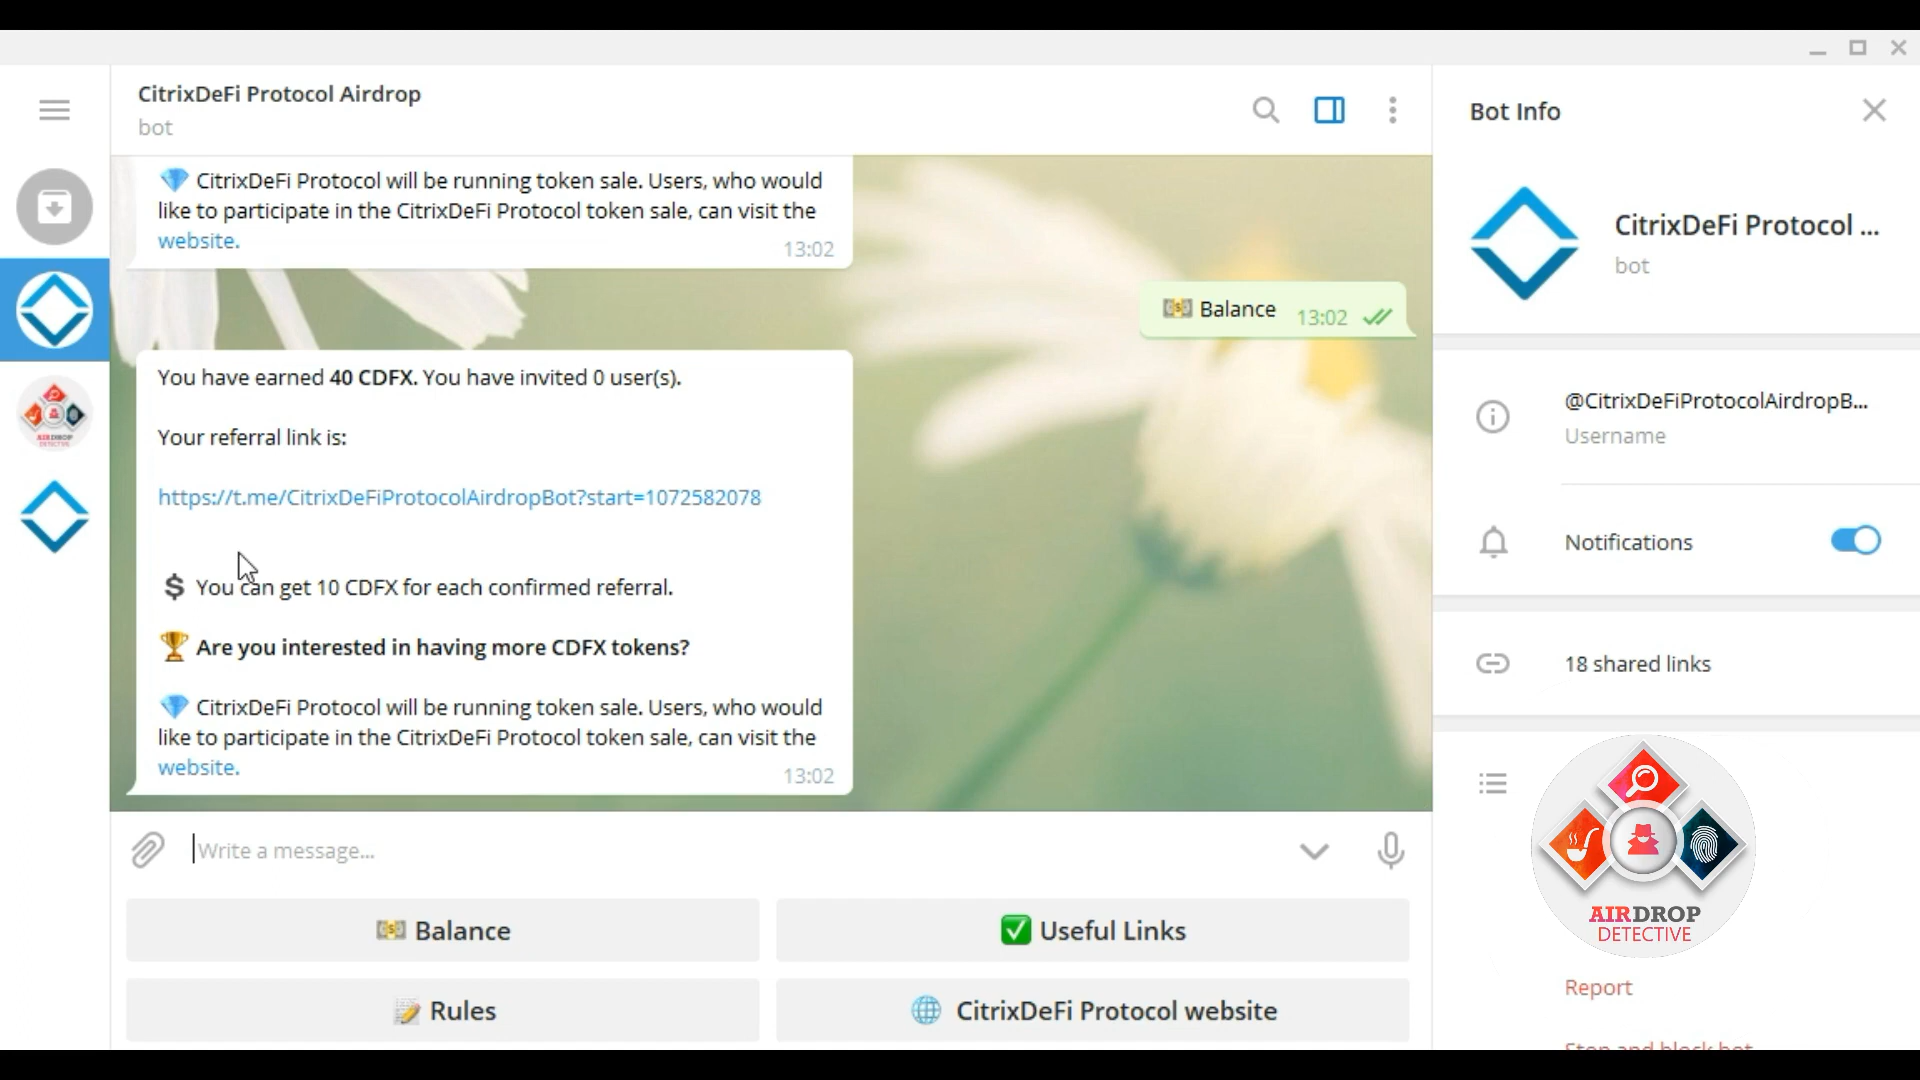 CitrixDeFi Protocol Airdrop
bot
CitrixDeFi Protocol will be running token sale. Users, who would
like to participate in the CitrixDeFi Protocol token sale, can visit the
website.
13:02
Balance 13:02
You have earned 40 CDFX. You have invited 0 user(s).
Your referral link is:
https://t.me/CitrixDeFiProtocolAirdropBot?start=1072582078
You can get 10 CDFX for each confirmed referral.
Are you interested in having more CDFX tokens?
CitrixDeFi Protocol will be running token sale. Users, who would
like to participate in the CitrixDeFi Protocol token sale, can visit the
website.
13:02
Write a message...
Balance
Useful Links
Rules
CitrixDeFi Protocol website
Bot Info
CitrixDeFi Protocol ...
bot
@CitrixDeFiProtocolAirdropB...
Username
Notifications
18 shared links
AIRDROP
DETECTIVE
Report
Stop and block bot
AIRDROP
DETECTIVE